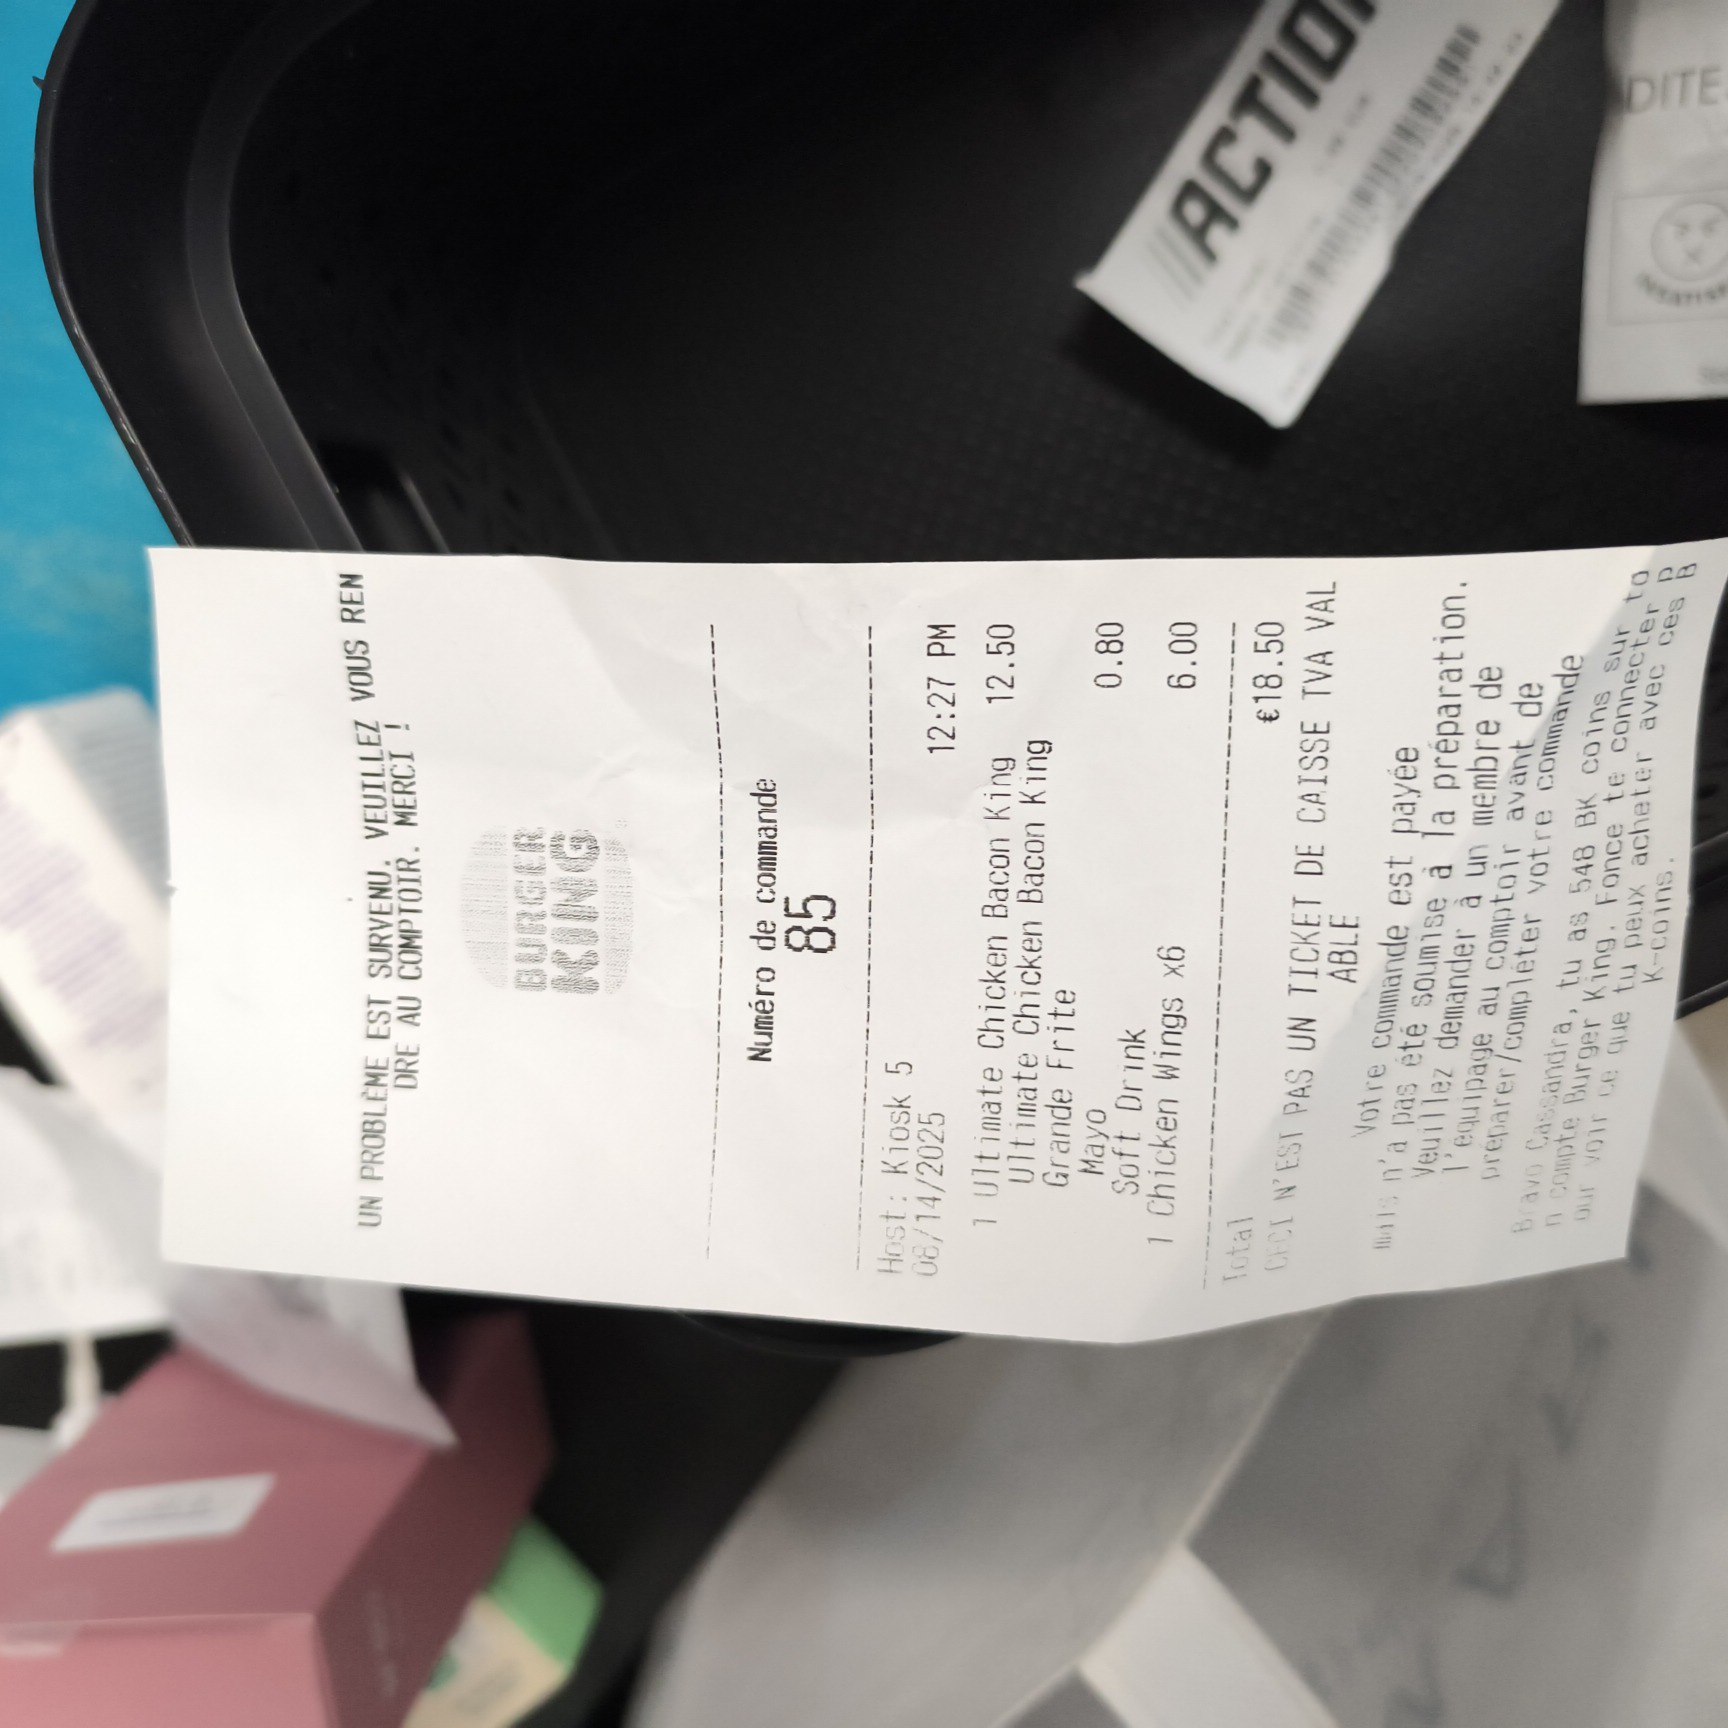 UN PROBLÈME EST SURVENU. VEUILLEZ VOUS REN
DRE AU COMPTOIR. MERCI !
BURGER
KING
Numéro de commande
85
Host: Kiosk 5
08/14/2025 12:27 PM
1 Ultimate Chicken Bacon King 12.50
Ultimate Chicken Bacon King
Grande Frite
Mayo 0.80
Soft Drink
1 Chicken Wings x6 6.00
Total €18.50
CECI N'EST PAS UN TICKET DE CAISSE TVA VAL
ABLE
Votre commande est payée
mais n'a pas été soumise à la préparation.
Veuillez demander à un membre de
l'équipage au comptoir avant de
préparer/compléter votre commande
Bravo Cassandra, tu as 548 BK coins sur to
n compte Burger King. Fonce te connecter p
our voir ce que tu peux acheter avec ces B
K-coins.
ACTION
DITE